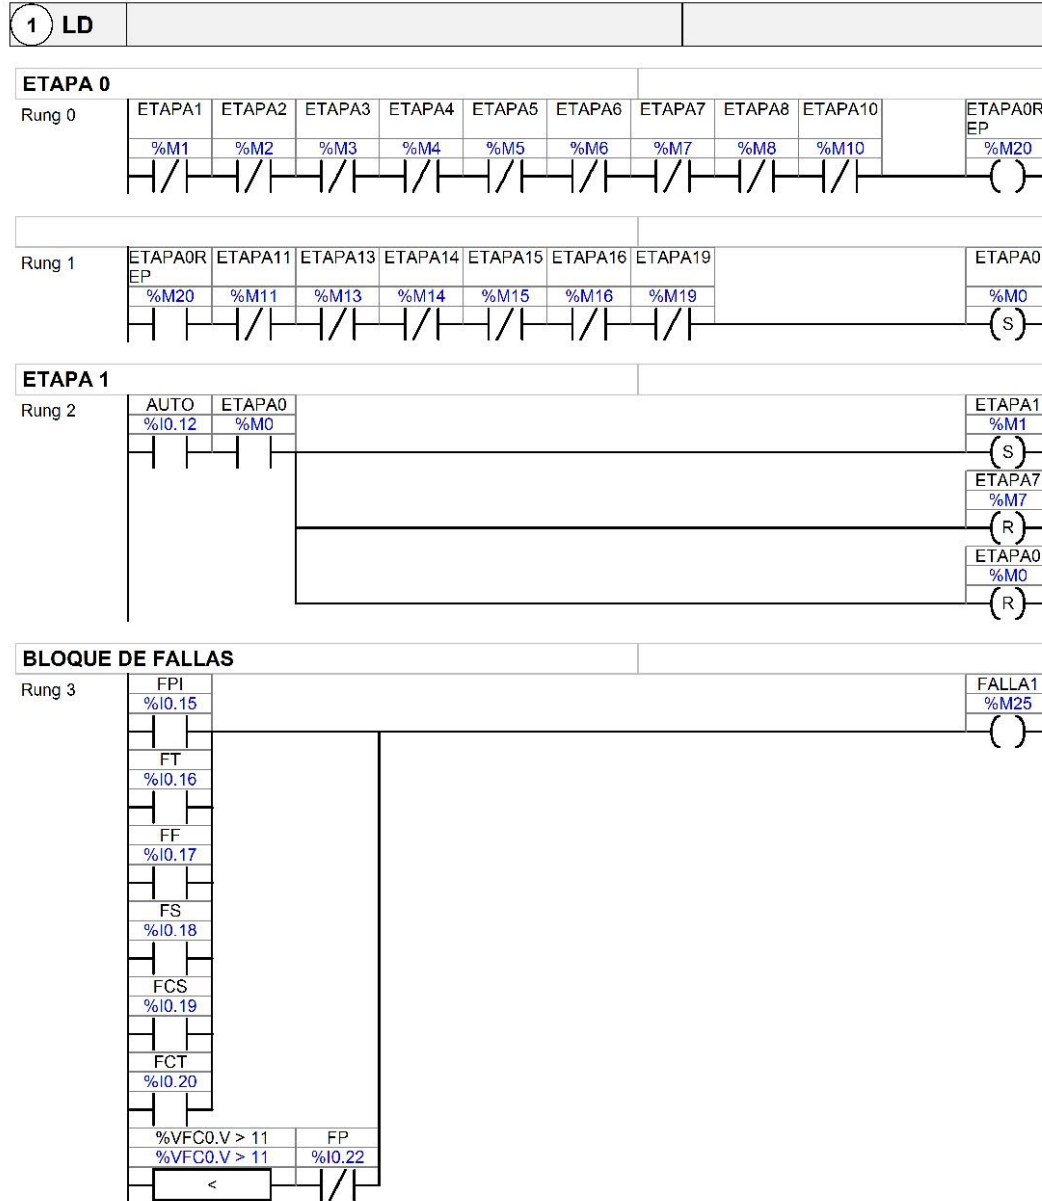 1 LD
ETAPA 0
Rung 0 ETAPA1 ETAPA2 ETAPA3 ETAPA4 ETAPA5 ETAPA6 ETAPA7 ETAPA8 ETAPA10 ETAPA0R
EP
%M1 %M2 %M3 %M4 %M5 %M6 %M7 %M8 %M10 %M20
Rung 1 ETAPA0R ETAPA11 ETAPA13 ETAPA14 ETAPA15 ETAPA16 ETAPA19 ETAPA0
EP
%M20 %M11 %M13 %M14 %M15 %M16 %M19 %M0
S
ETAPA 1
Rung 2 AUTO ETAPA0 ETAPA1
%I0.12 %M0 %M1
S
ETAPA7
%M7
R
ETAPA0
%M0
R
BLOQUE DE FALLAS
Rung 3 FPI FALLA1
%I0.15 %M25
FT
%I0.16
FF
%I0.17
FS
%I0.18
FCS
%I0.19
FCT
%I0.20
%VFC0.V > 11 FP
%VFC0.V > 11 %I0.22
<